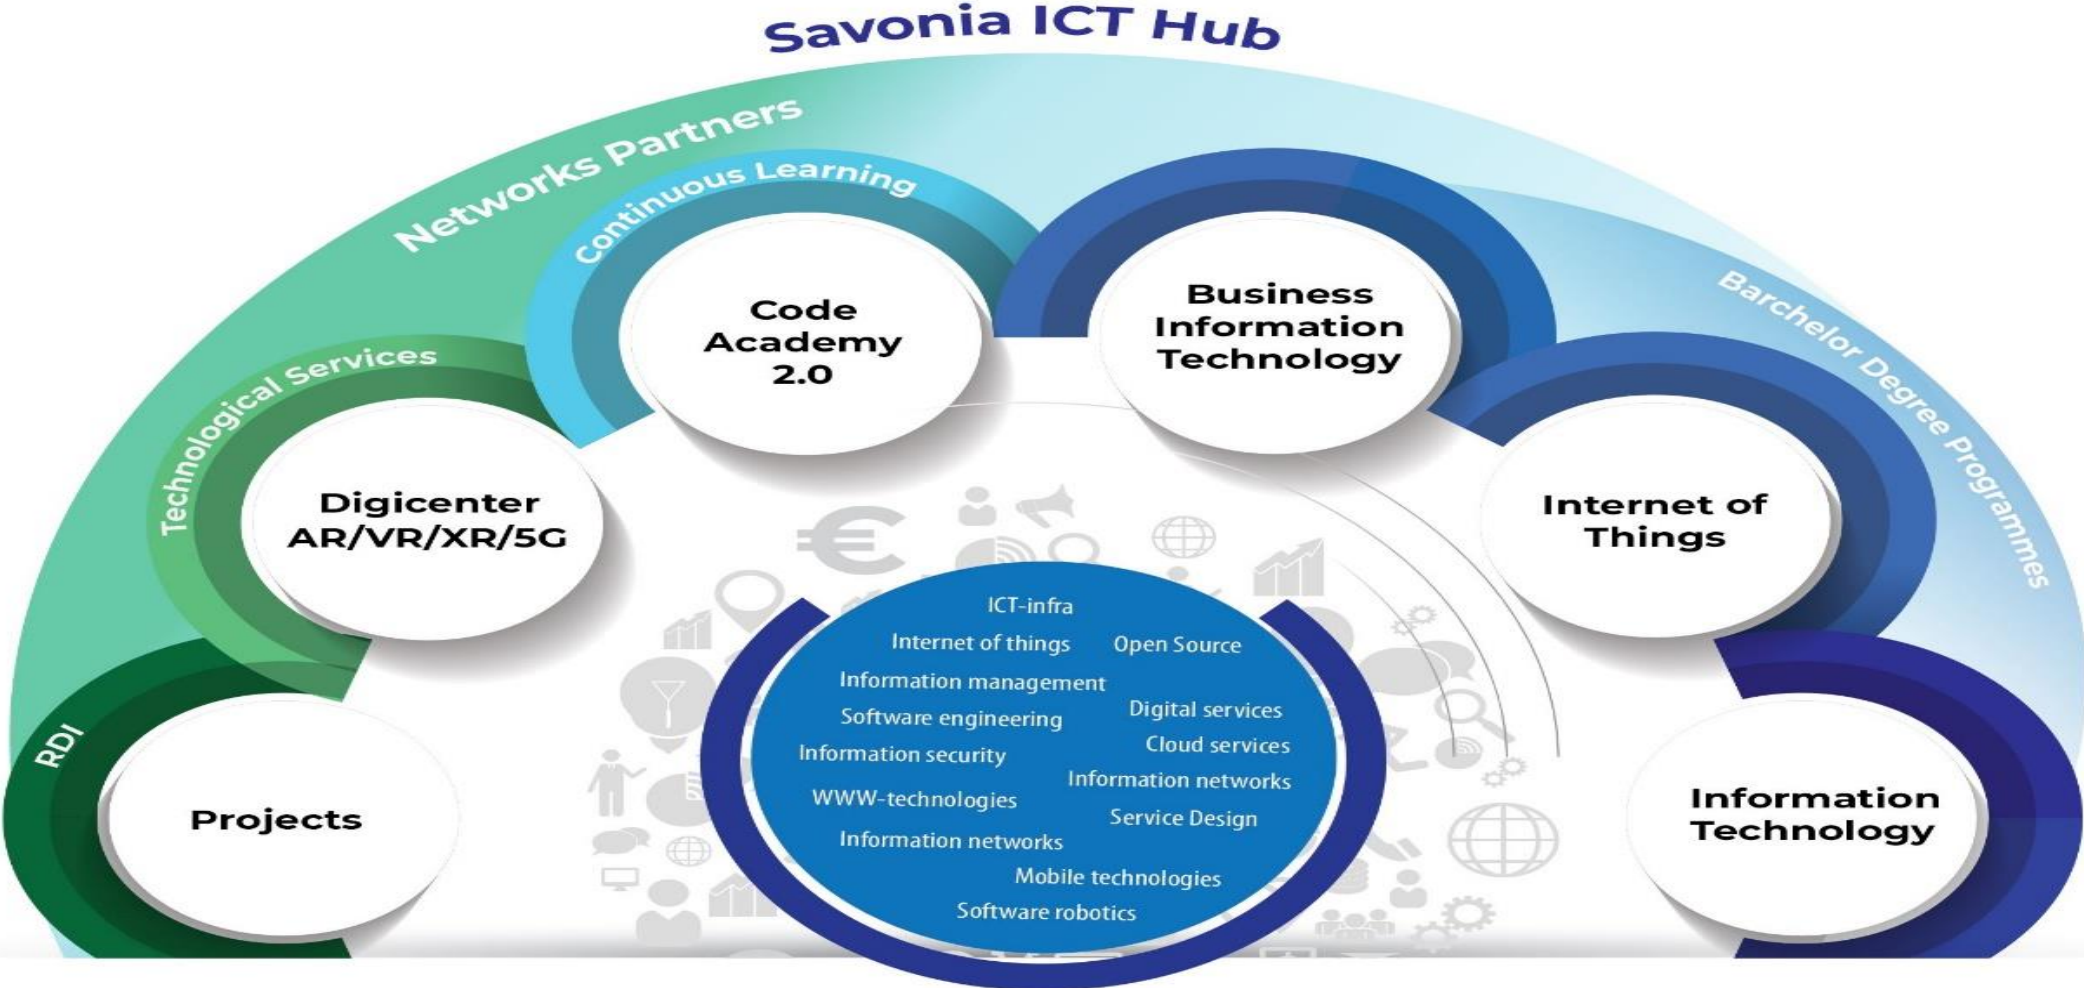 Savonia ICT Hub
Networks Partners
Continuous Learning
Code
Academy
2.0
Business
Information
Technology
Barchelor Degree Programmes
Technological Services
Digicenter
AR/VR/XR/5G
Internet of
Things
RDI
Projects
Information
Technology
ICT-infra
Internet of things
Open Source
Information management
Digital services
Software engineering
Cloud services
Information security
Information networks
WWW-technologies
Service Design
Information networks
Mobile technologies
Software robotics